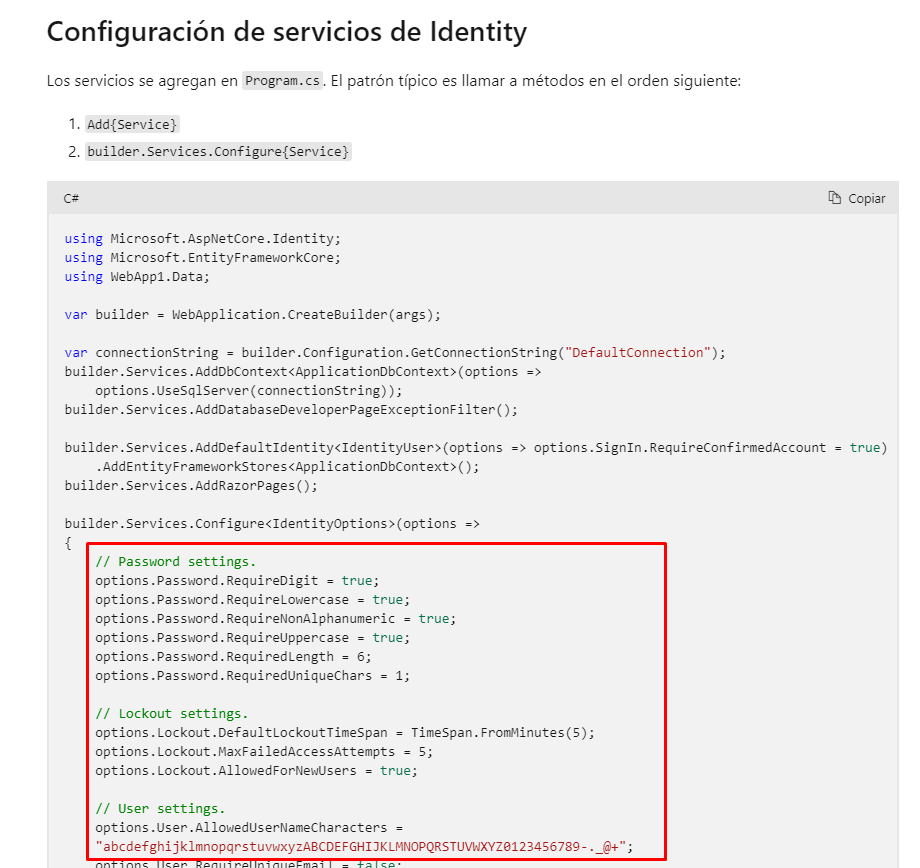 Configuración de servicios de Identity
Los servicios se agregan en Program.cs. El patrón típico es llamar a métodos en el orden siguiente:
1. Add{Service}
2. builder.Services.Configure{Service}
C# Copiar
using Microsoft.AspNetCore.Identity;
using Microsoft.EntityFrameworkCore;
using WebApp1.Data;
var builder = WebApplication.CreateBuilder(args);
var connectionString = builder.Configuration.GetConnectionString("DefaultConnection");
builder.Services.AddDbContext<ApplicationDbContext>(options =>
options.UseSqlServer(connectionString));
builder.Services.AddDatabaseDeveloperPageExceptionFilter();
builder.Services.AddDefaultIdentity<IdentityUser>(options => options.SignIn.RequireConfirmedAccount = true)
.AddEntityFrameworkStores<ApplicationDbContext>();
builder.Services.AddRazorPages();
builder.Services.Configure<IdentityOptions>(options =>
{
// Password settings.
options.Password.RequireDigit = true;
options.Password.RequireLowercase = true;
options.Password.RequireNonAlphanumeric = true;
options.Password.RequireUppercase = true;
options.Password.RequiredLength = 6;
options.Password.RequiredUniqueChars = 1;
// Lockout settings.
options.Lockout.DefaultLockoutTimeSpan = TimeSpan.FromMinutes(5);
options.Lockout.MaxFailedAccessAttempts = 5;
options.Lockout.AllowedForNewUsers = true;
// User settings.
options.User.AllowedUserNameCharacters =
"abcdefghijklmnopqrstuvwxyzABCDEFGHIJKLMNOPQRSTUVWXYZ0123456789-._@+";
options.User.RequireUniqueEmail = false;